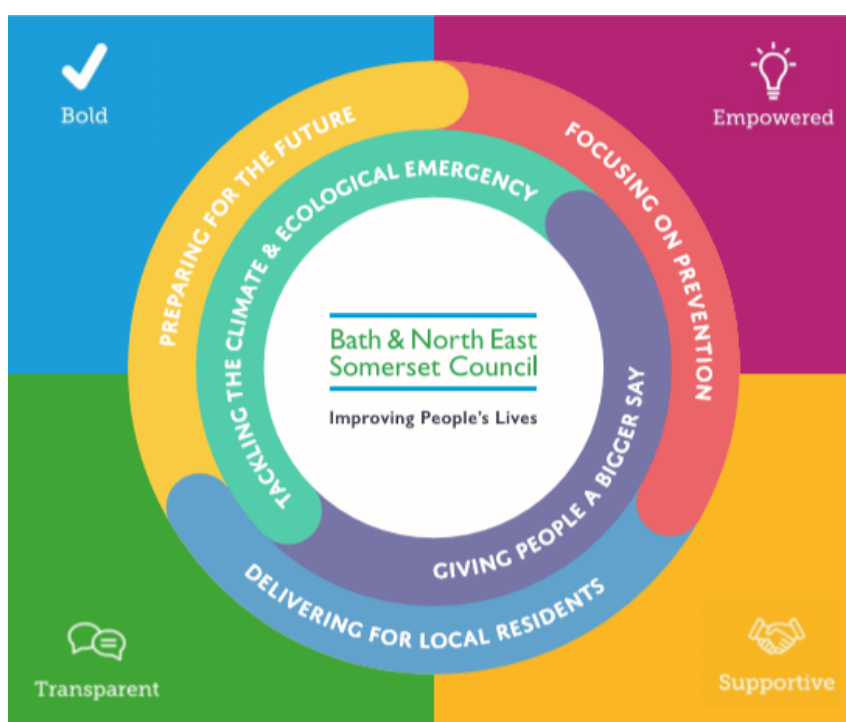 Bold
Empowered
PREPARING FOR THE FUTURE
FOCUSING ON PREVENTION
TACKLING THE CLIMATE & ECOLOGICAL EMERGENCY
Bath & North East
Somerset Council
Improving People's Lives
GIVING PEOPLE A BIGGER SAY
DELIVERING FOR LOCAL RESIDENTS
Transparent
Supportive